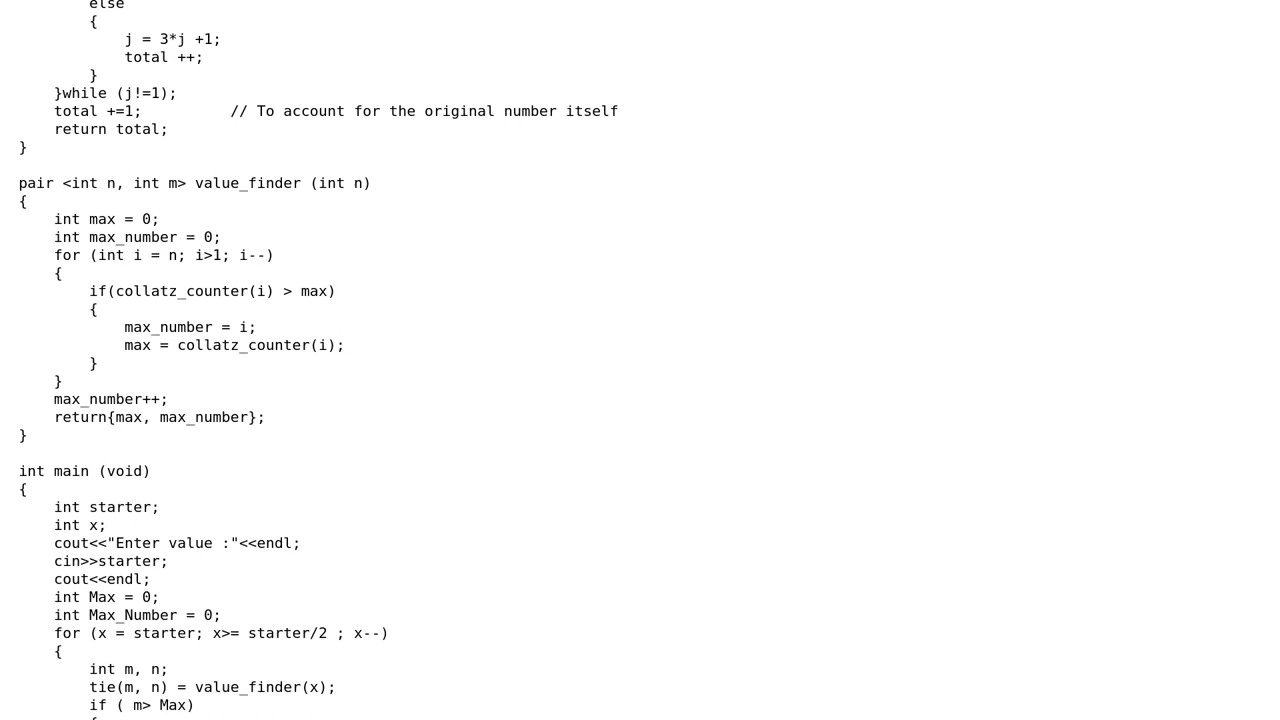 else
        {
            j = 3*j +1;
            total ++;
        }
    }while (j!=1);
    total +=1;          // To account for the original number itself
    return total;
}

pair <int n, int m> value_finder (int n)
{
    int max = 0;
    int max_number = 0;
    for (int i = n; i>1; i--)
    {
        if(collatz_counter(i) > max)
        {
            max_number = i;
            max = collatz_counter(i);
        }
    }
    max_number++;
    return{max, max_number};
}

int main (void)
{
    int starter;
    int x;
    cout<<"Enter value :"<<endl;
    cin>>starter;
    cout<<endl;
    int Max = 0;
    int Max_Number = 0;
    for (x = starter; x>= starter/2 ; x--)
    {
        int m, n;
        tie(m, n) = value_finder(x);
        if ( m> Max)
        {